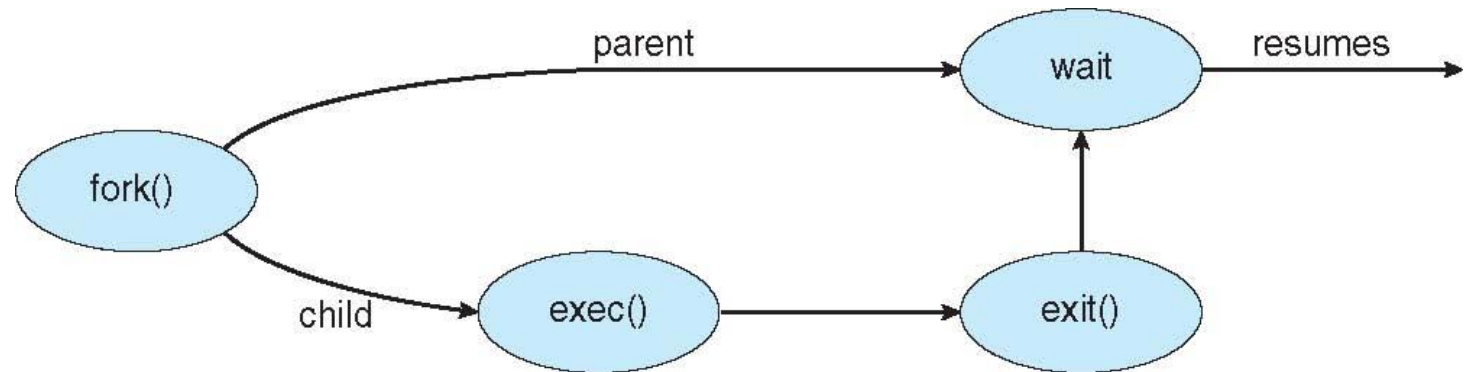 parent
wait
resumes
fork()
child
exec()
exit()